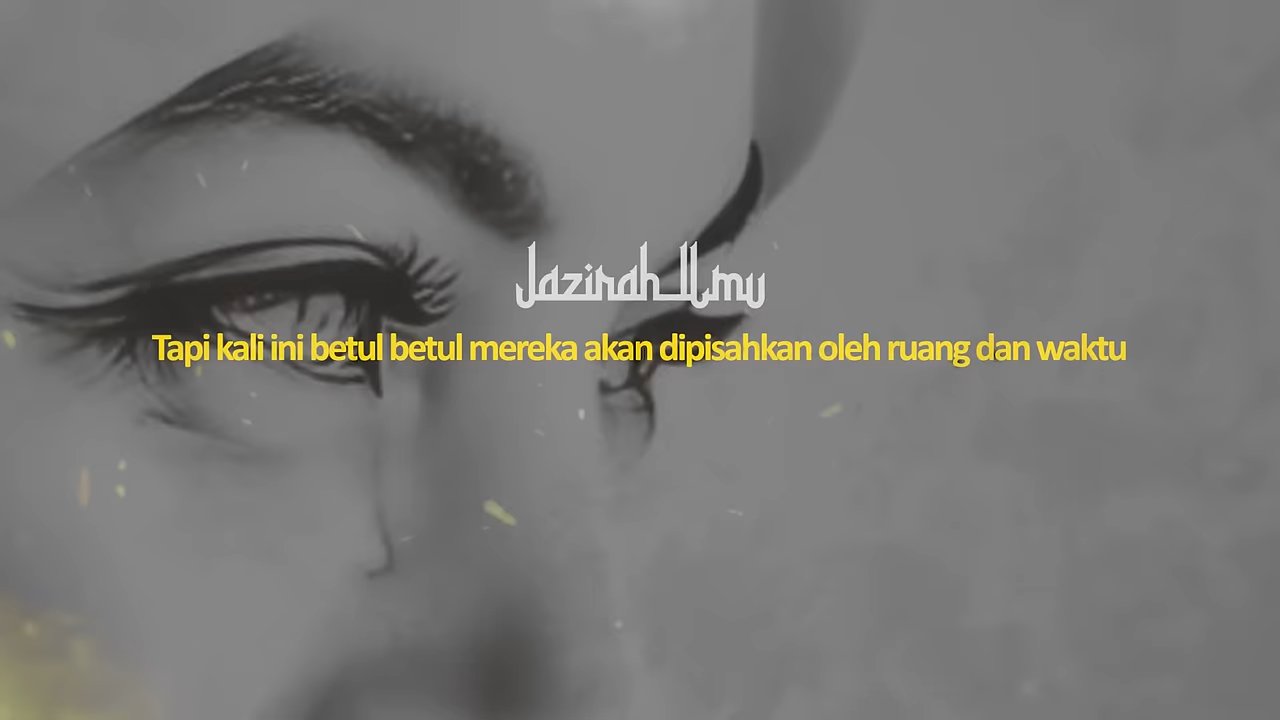 Jazirah Ilmu
Tapi kali ini betul betul mereka akan dipisahkan oleh ruang dan waktu